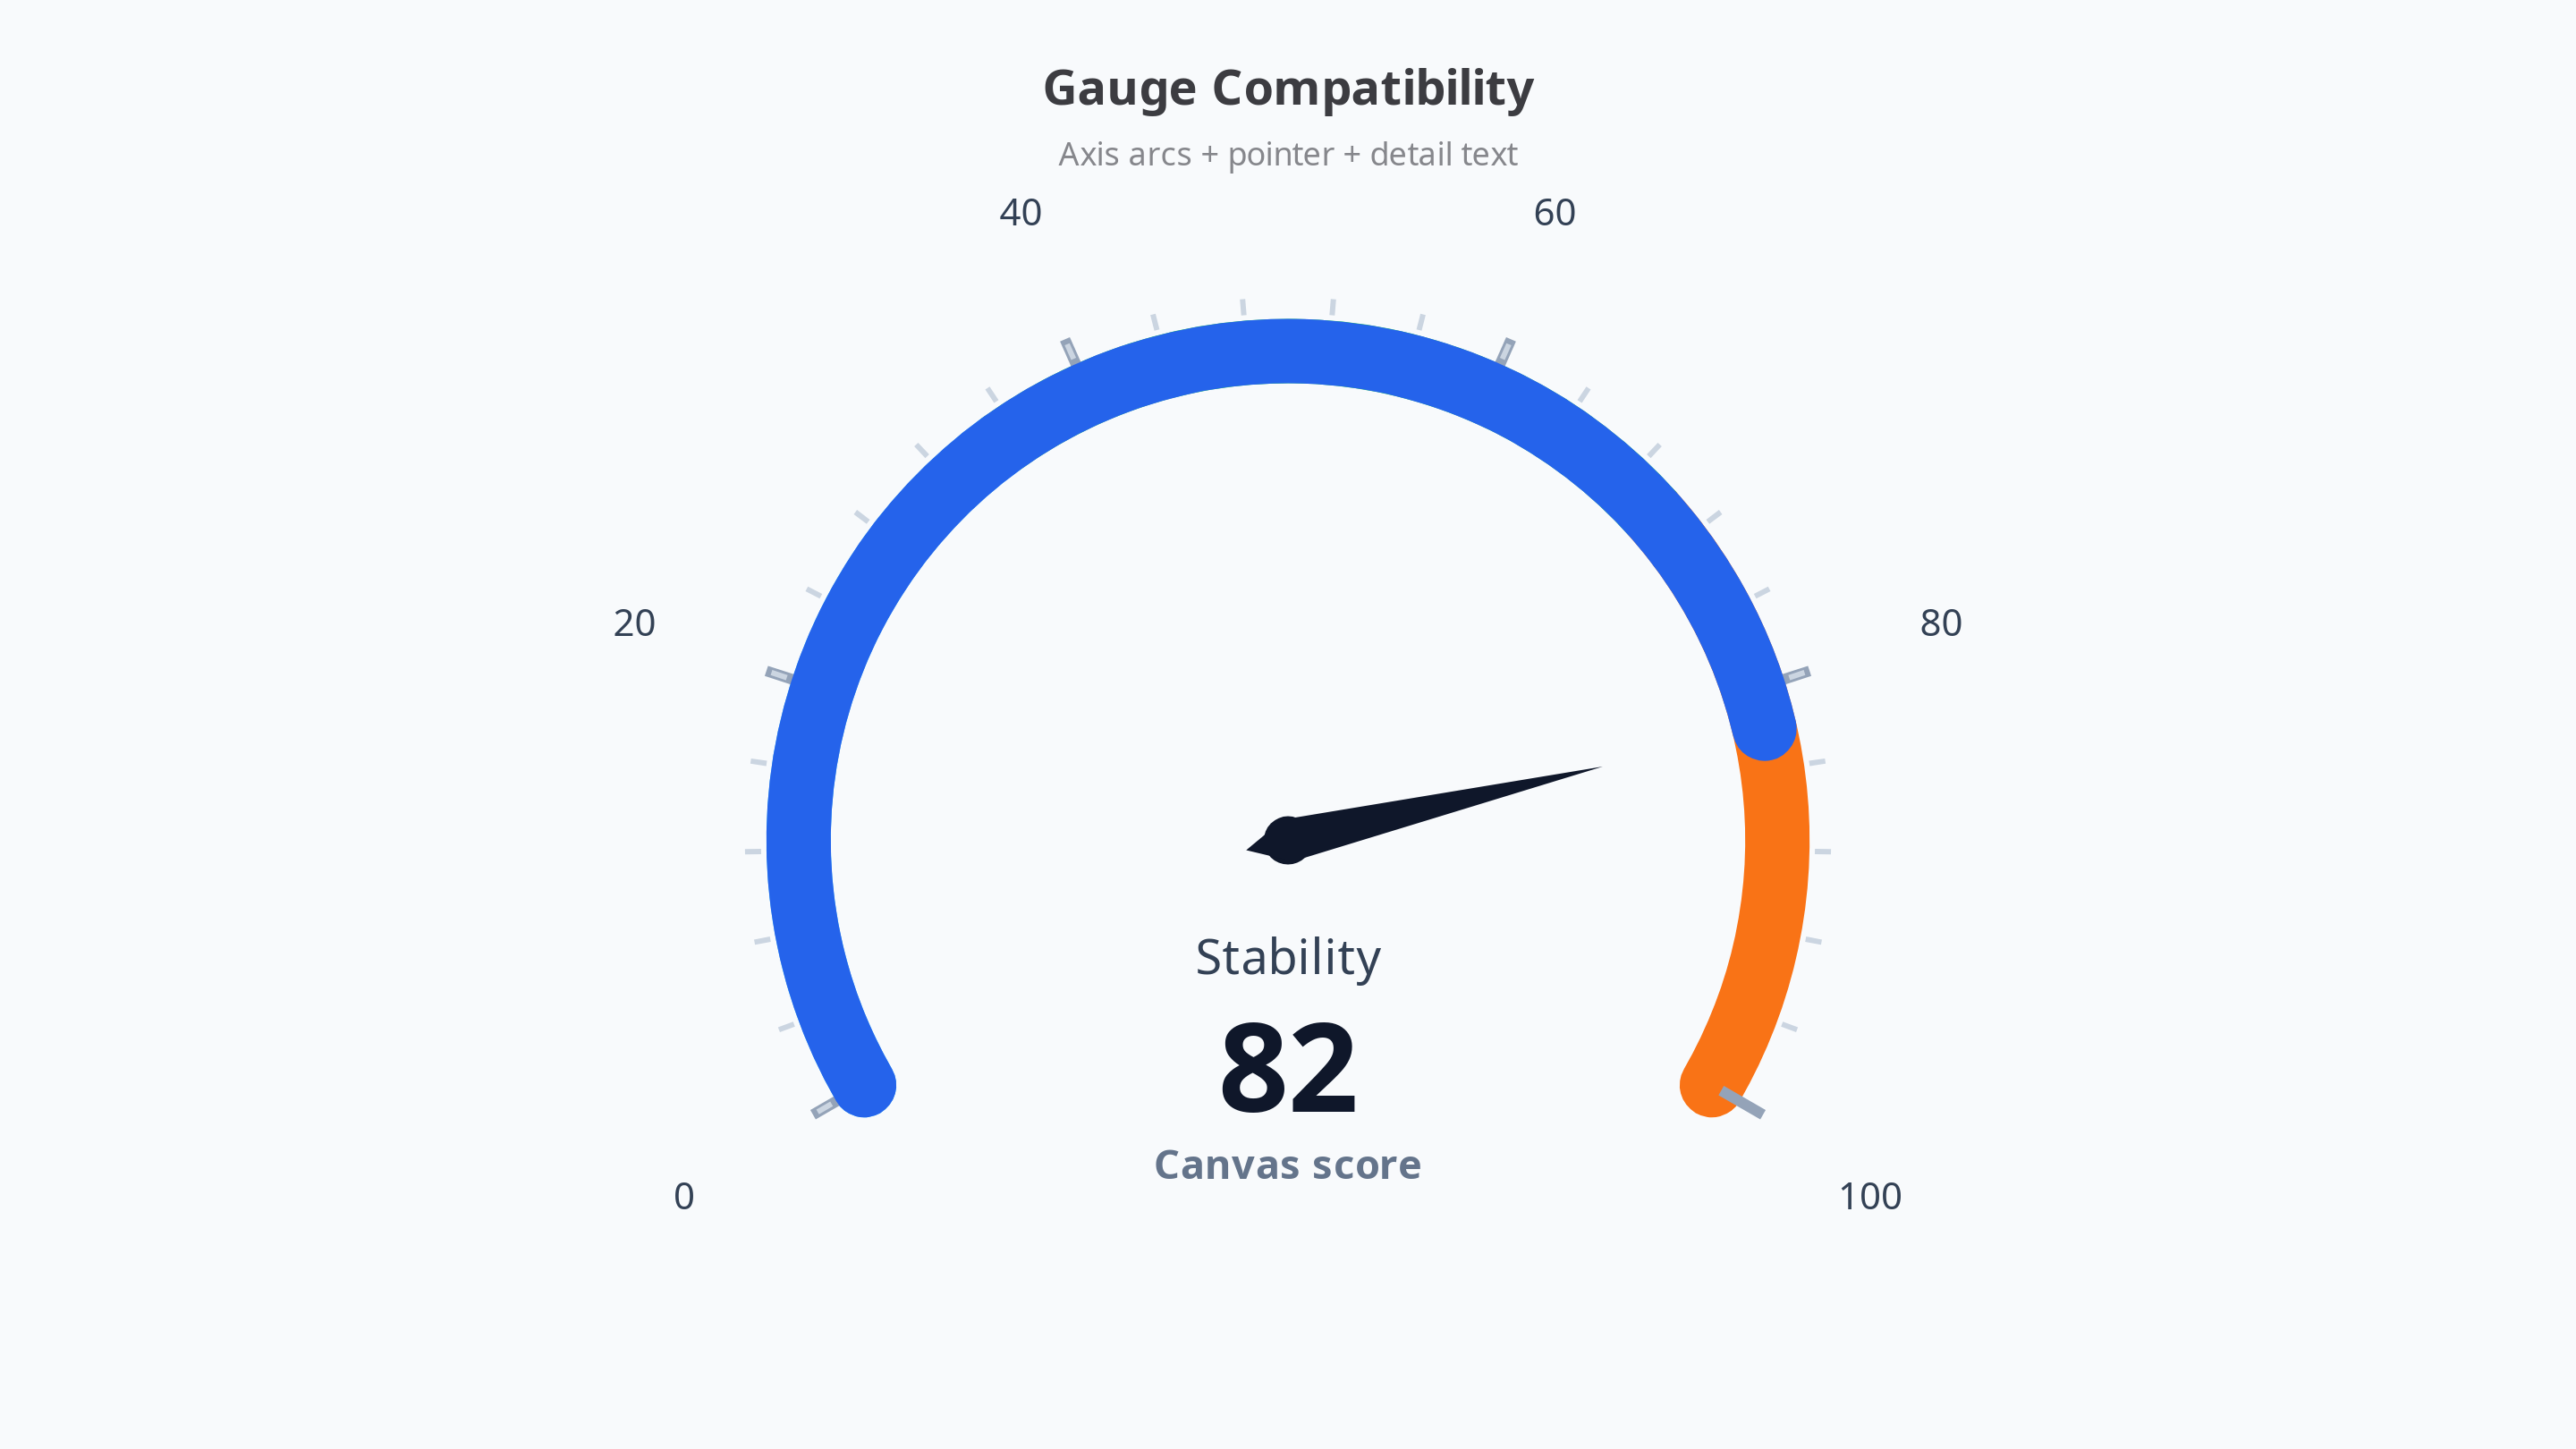 Gauge Compatibility
Axis arcs + pointer + detail text
40
60
20
80
Stability
82
Canvas score
0
100